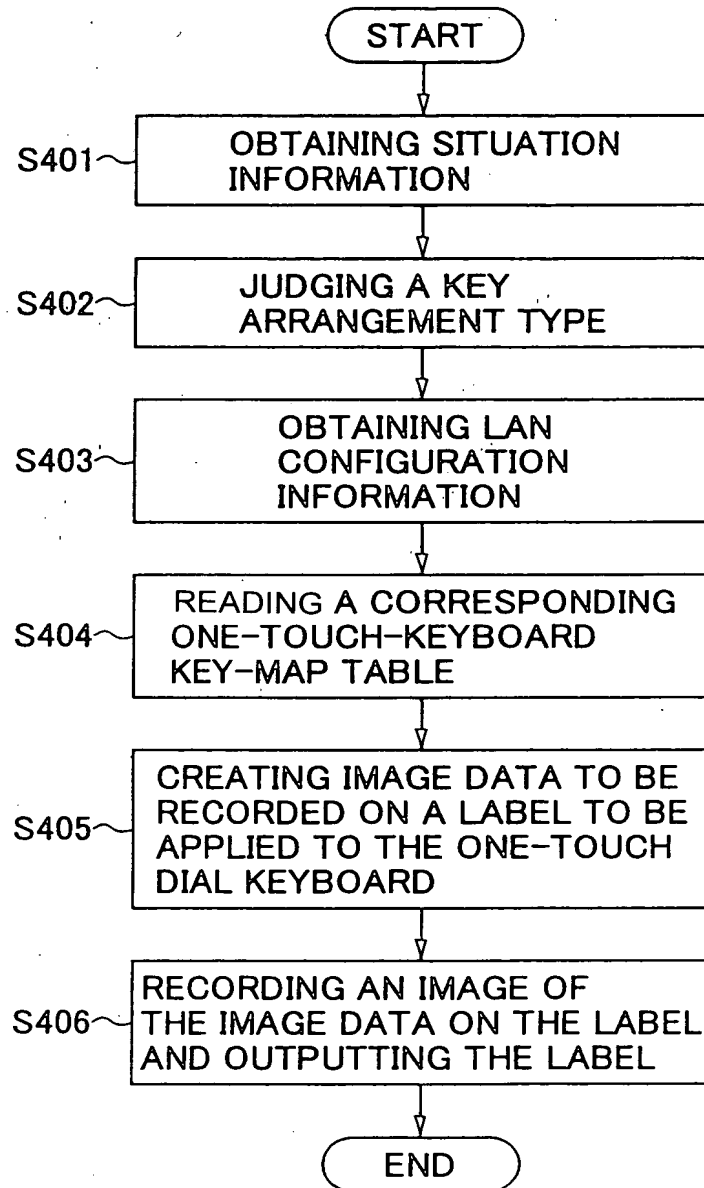 START
S401
OBTAINING SITUATION
INFORMATION
S402
JUDGING A KEY
ARRANGEMENT TYPE
S403
OBTAINING LAN
CONFIGURATION
INFORMATION
S404
READING A CORRESPONDING
ONE-TOUCH-KEYBOARD
KEY-MAP TABLE
S405
CREATING IMAGE DATA TO BE
RECORDED ON A LABEL TO BE
APPLIED TO THE ONE-TOUCH
DIAL KEYBOARD
S406
RECORDING AN IMAGE OF
THE IMAGE DATA ON THE LABEL
AND OUTPUTTING THE LABEL
END